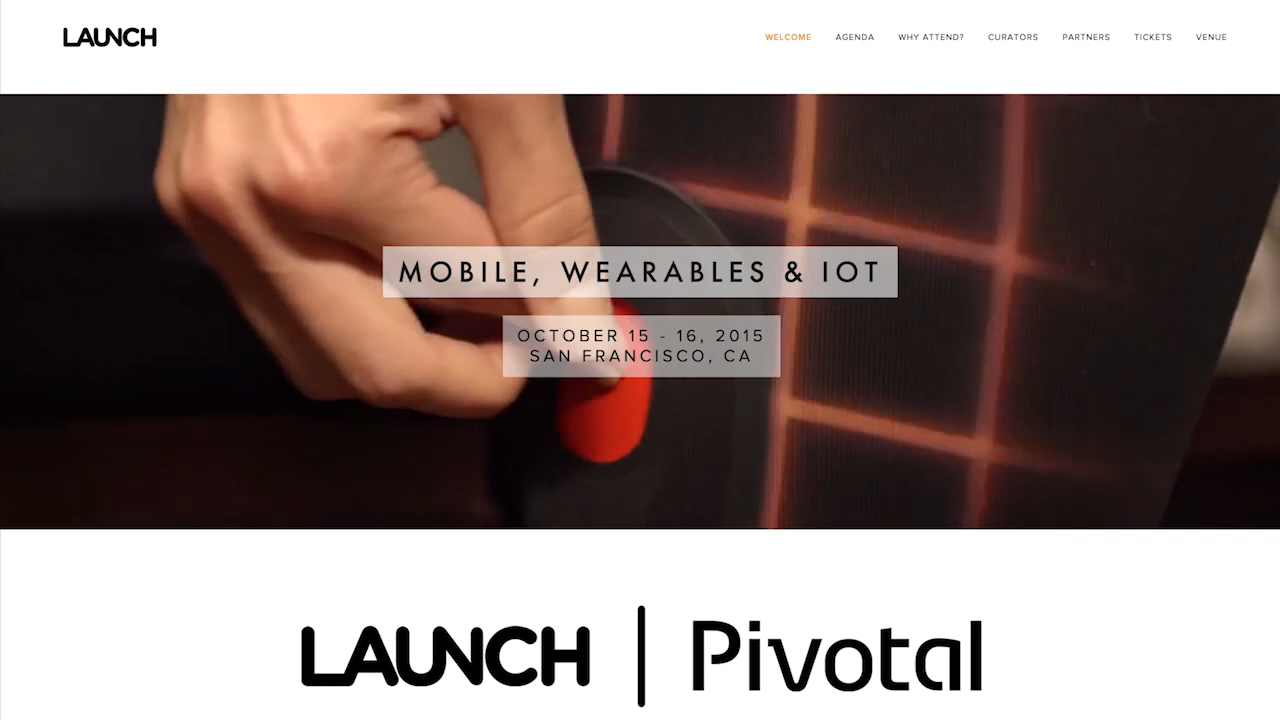 LAUNCH
WELCOME AGENDA WHY ATTEND? CURATORS PARTNERS TICKETS VENUE
MOBILE, WEARABLES & IOT
OCTOBER 15 - 16, 2015
SAN FRANCISCO, CA
LAUNCH | Pivotal